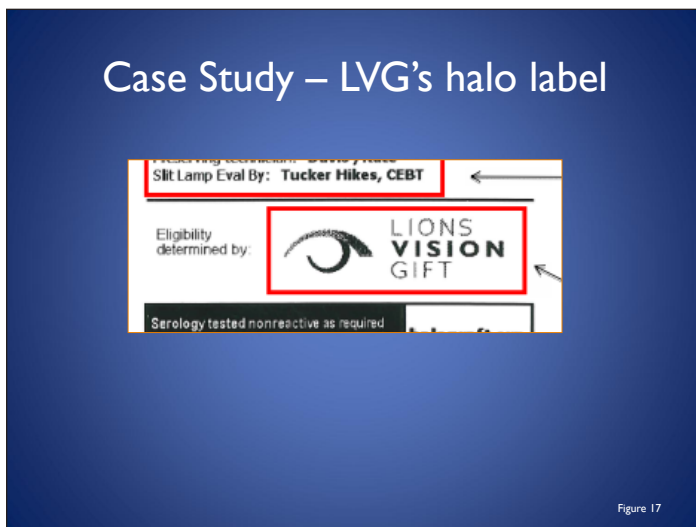 Case Study – LVG's halo label
Slit Lamp Eval By: Tucker Hikes, CEBT
Eligibility
determined by:
LIONS
VISION
GIFT
Serology tested nonreactive as required
Figure 17